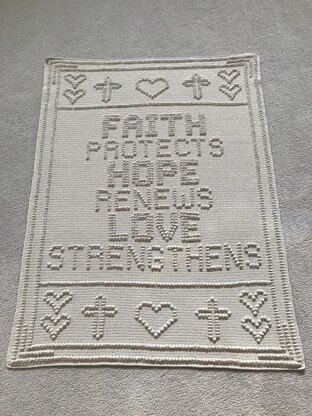 FAITH
PROTECTS
HOPE
RENEWS
LOVE
STRENGTHENS